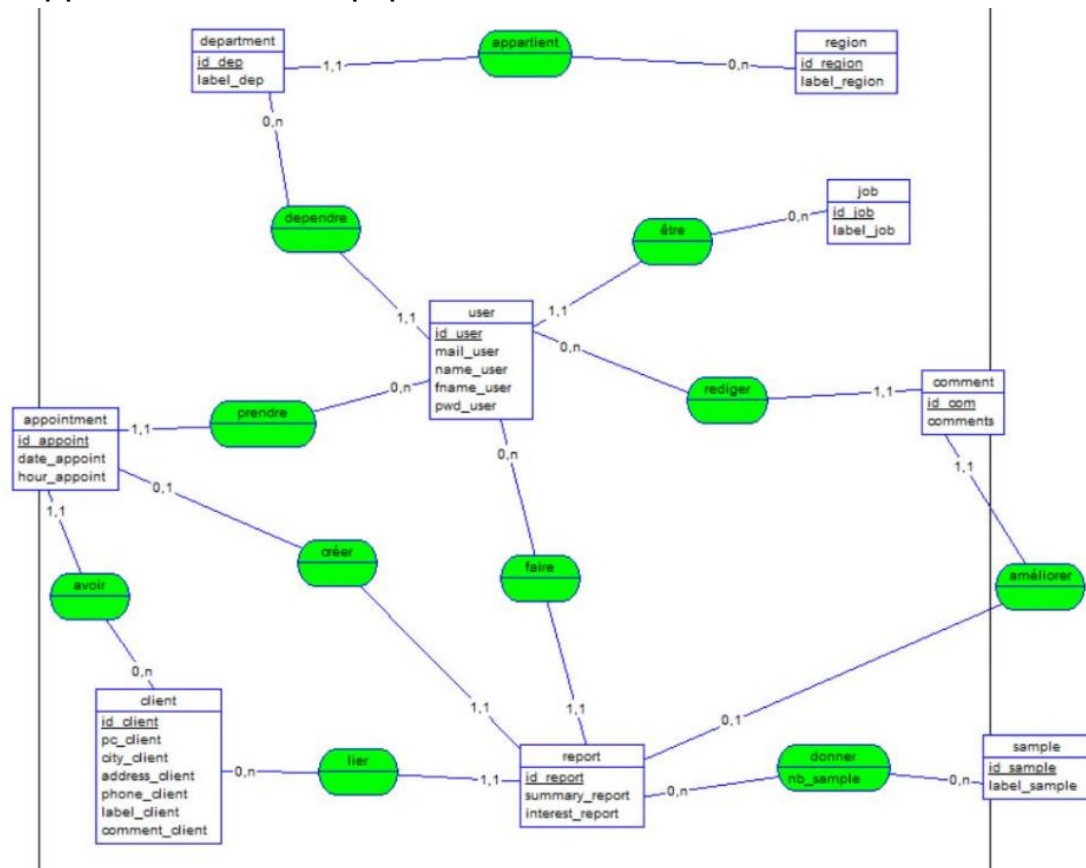 department
id_dep
label_dep
1,1
appartient
0,n
region
id_region
label_region
0,n
dependre
1,1
job
id_job
label_job
0,n
être
1,1
user
id_user
mail_user
name_user
fname_user
pwd_user
0,n
rediger
1,1
comment
id_com
comments
0,n
prendre
1,1
appointment
id_appoint
date_appoint
hour_appoint
0,1
créer
1,1
0,n
faire
1,1
1,1
améliorer
0,1
1,1
avoir
0,n
client
id_client
pc_client
city_client
address_client
phone_client
label_client
comment_client
0,n
lier
1,1
report
id_report
summary_report
interest_report
0,n
donner
nb_sample
0,n
sample
id_sample
label_sample